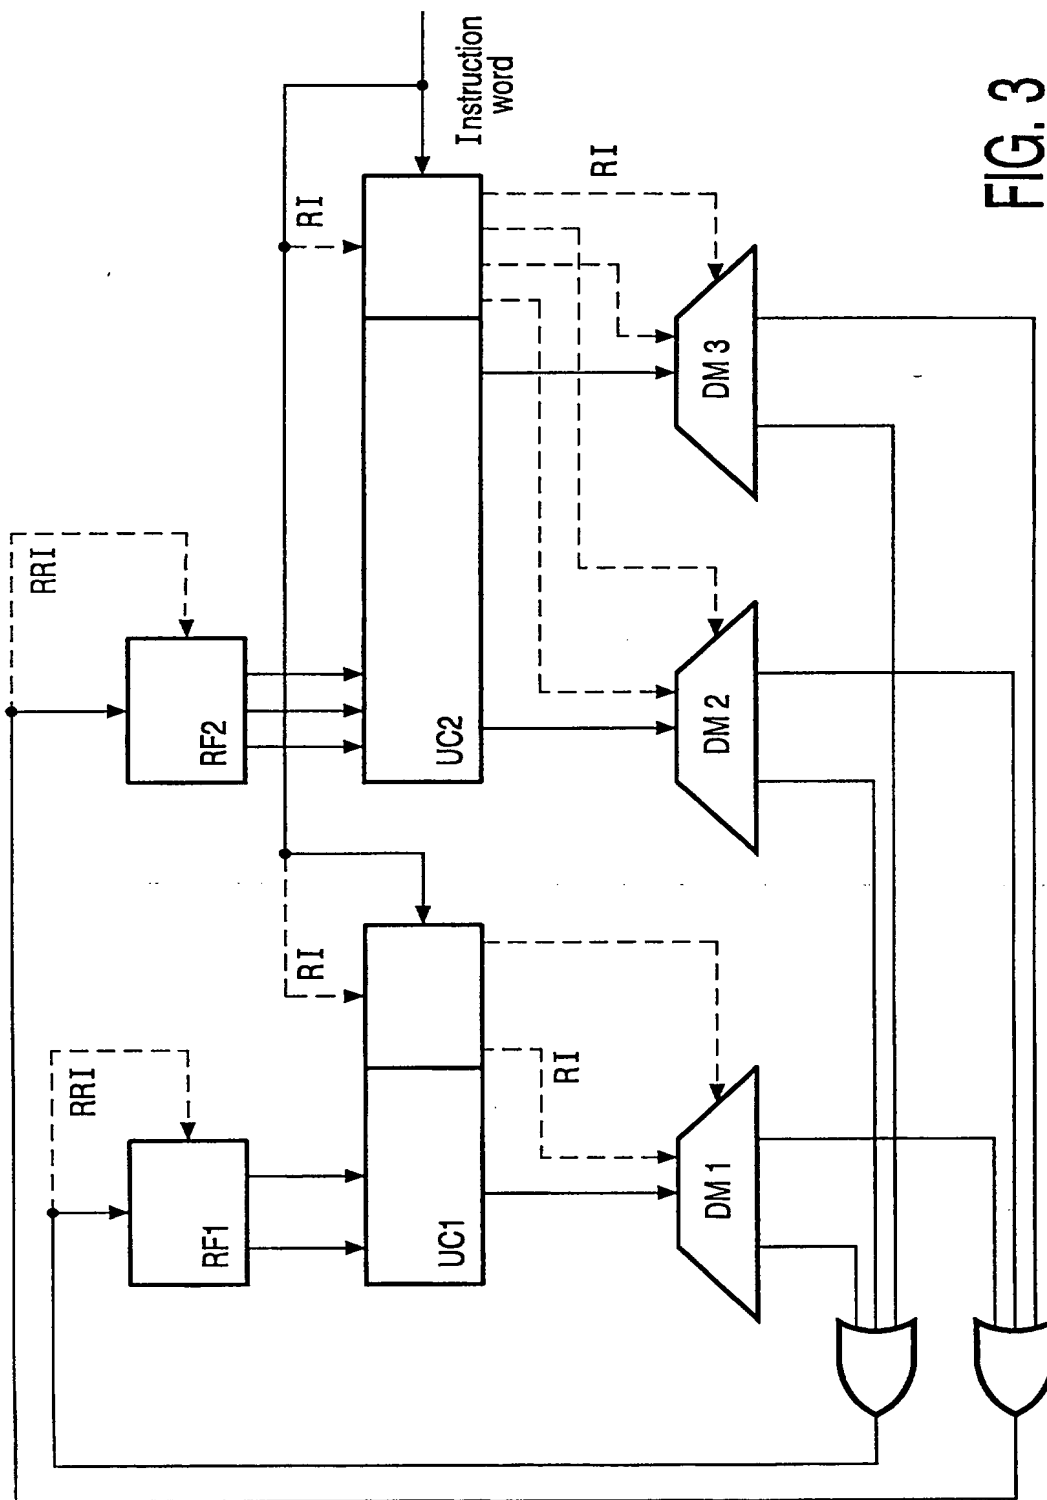 RRI
RF1
RI
UC1
RI
DM 1
RRI
RF2
RI
UC2
DM 2
Instruction
word
RI
DM 3
FIG. 3